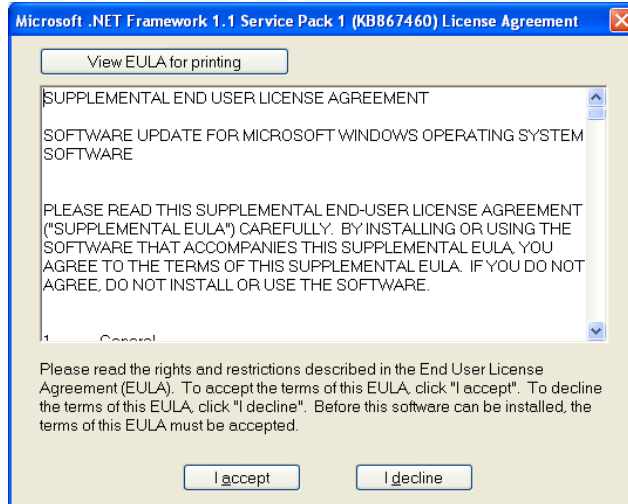 Microsoft .NET Framework 1.1 Service Pack 1 (KB867460) License Agreement
View EULA for printing
SUPPLEMENTAL END USER LICENSE AGREEMENT
SOFTWARE UPDATE FOR MICROSOFT WINDOWS OPERATING SYSTEM
SOFTWARE
PLEASE READ THIS SUPPLEMENTAL END-USER LICENSE AGREEMENT
("SUPPLEMENTAL EULA") CAREFULLY.  BY INSTALLING OR USING THE
SOFTWARE THAT ACCOMPANIES THIS SUPPLEMENTAL EULA, YOU
AGREE TO THE TERMS OF THIS SUPPLEMENTAL EULA.  IF YOU DO NOT
AGREE, DO NOT INSTALL OR USE THE SOFTWARE.
1. General
Please read the rights and restrictions described in the End User License
Agreement (EULA).  To accept the terms of this EULA, click "I accept".  To decline
the terms of this EULA, click "I decline".  Before this software can be installed, the
terms of this EULA must be accepted.
I accept
I decline